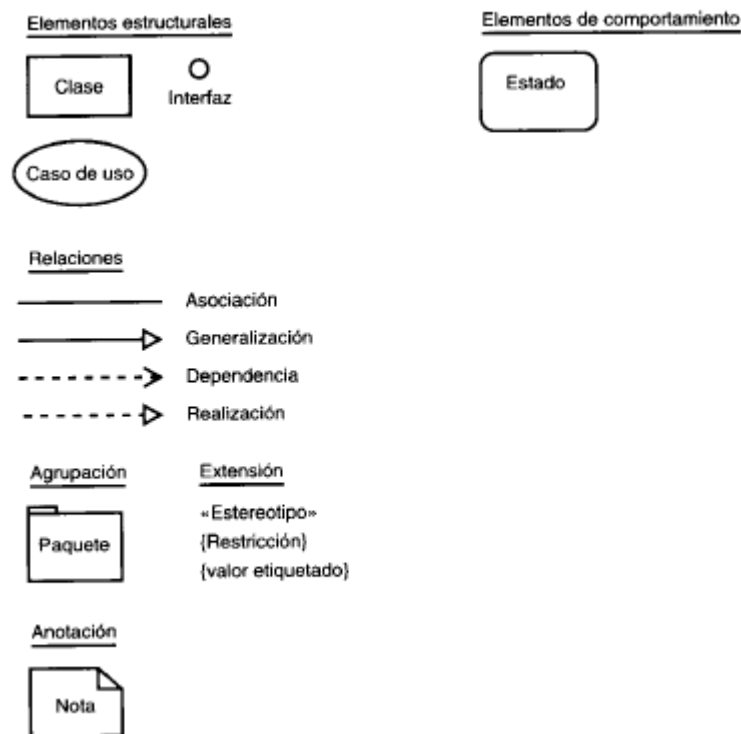 Elementos estructurales
Elementos de comportamiento
Clase
Interfaz
Estado
Caso de uso
Relaciones
Asociación
Generalización
Dependencia
Realización
Agrupación
Extensión
Paquete
«Estereotipo»
{Restricción}
{valor etiquetado}
Anotación
Nota